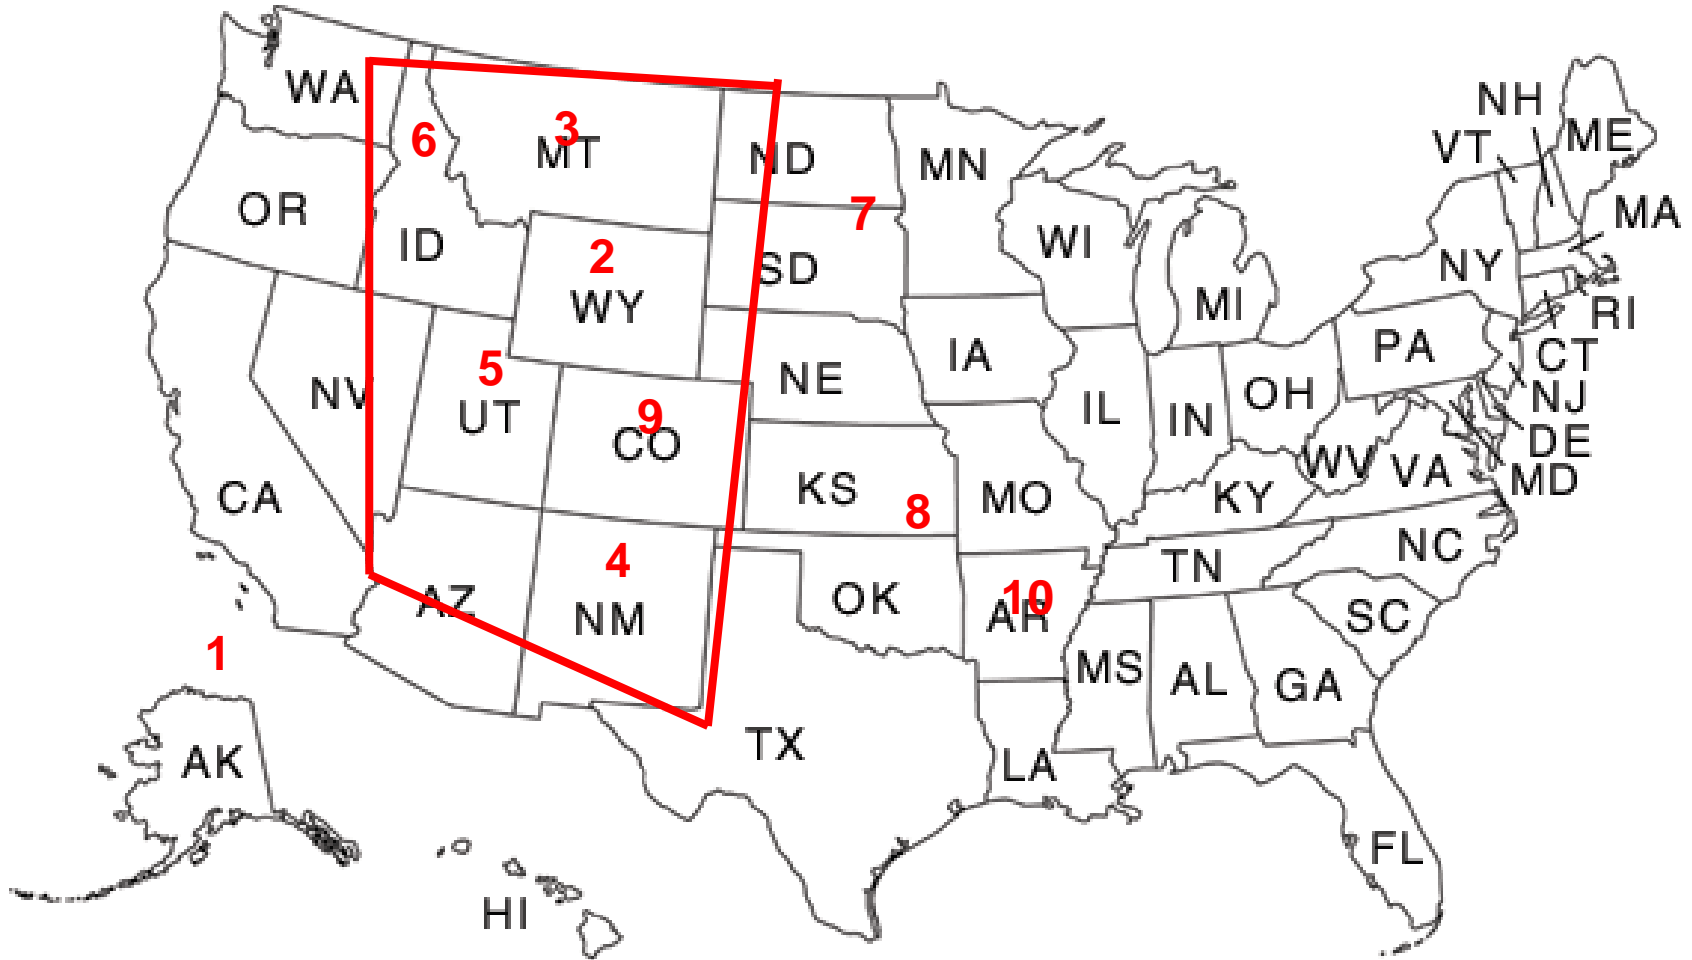 WA
6
3
MT
ND
MN
NH
VT
ME
OR
ID
2
WY
7
SD
WI
MI
NY
MA
RI
CT
NJ
DE
MD
PA
NV
5
UT
9
CO
NE
IA
IL
IN
OH
WV
VA
CA
KS
8
MO
KY
NC
4
NM
AZ
OK
10
AR
TN
SC
1
AK
TX
LA
MS
AL
GA
FL
HI